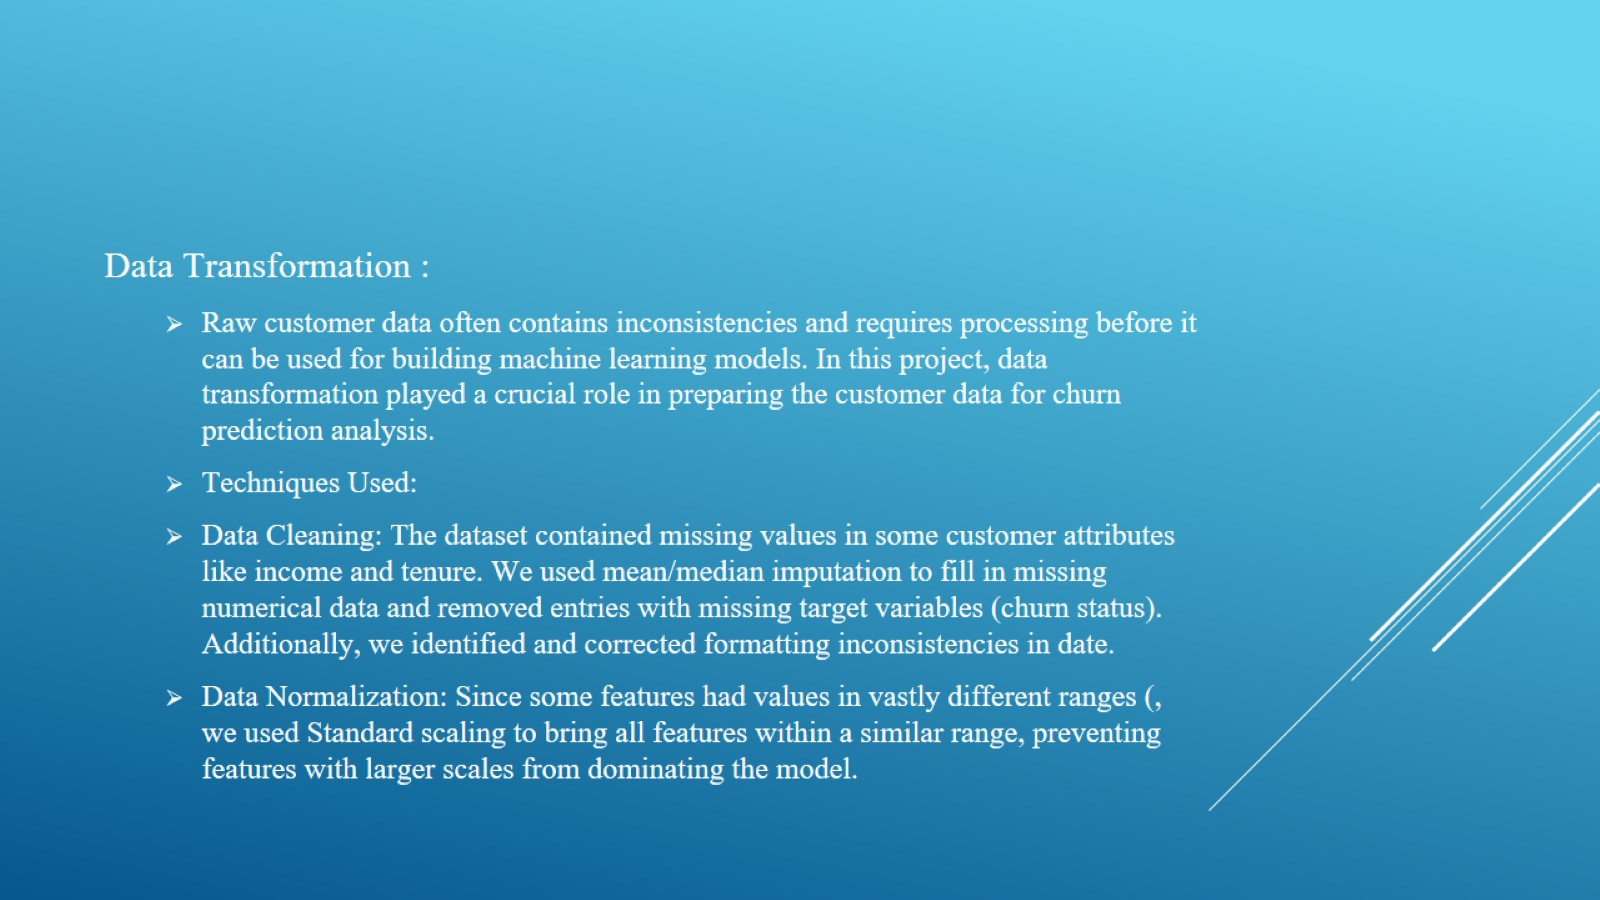 Data Transformation :
➢ Raw customer data often contains inconsistencies and requires processing before it
can be used for building machine learning models. In this project, data
transformation played a crucial role in preparing the customer data for churn
prediction analysis.
➢ Techniques Used:
➢ Data Cleaning: The dataset contained missing values in some customer attributes
like income and tenure. We used mean/median imputation to fill in missing
numerical data and removed entries with missing target variables (churn status).
Additionally, we identified and corrected formatting inconsistencies in date.
➢ Data Normalization: Since some features had values in vastly different ranges (,
we used Standard scaling to bring all features within a similar range, preventing
features with larger scales from dominating the model.